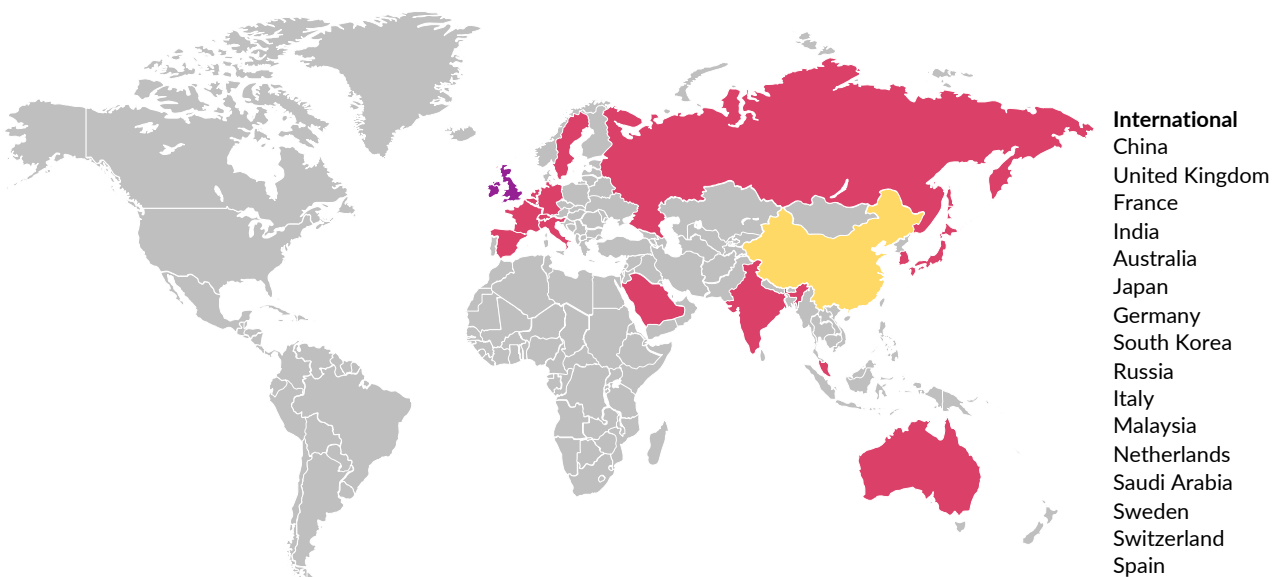 International
China
United Kingdom
France
India
Australia
Japan
Germany
South Korea
Russia
Italy
Malaysia
Netherlands
Saudi Arabia
Sweden
Switzerland
Spain